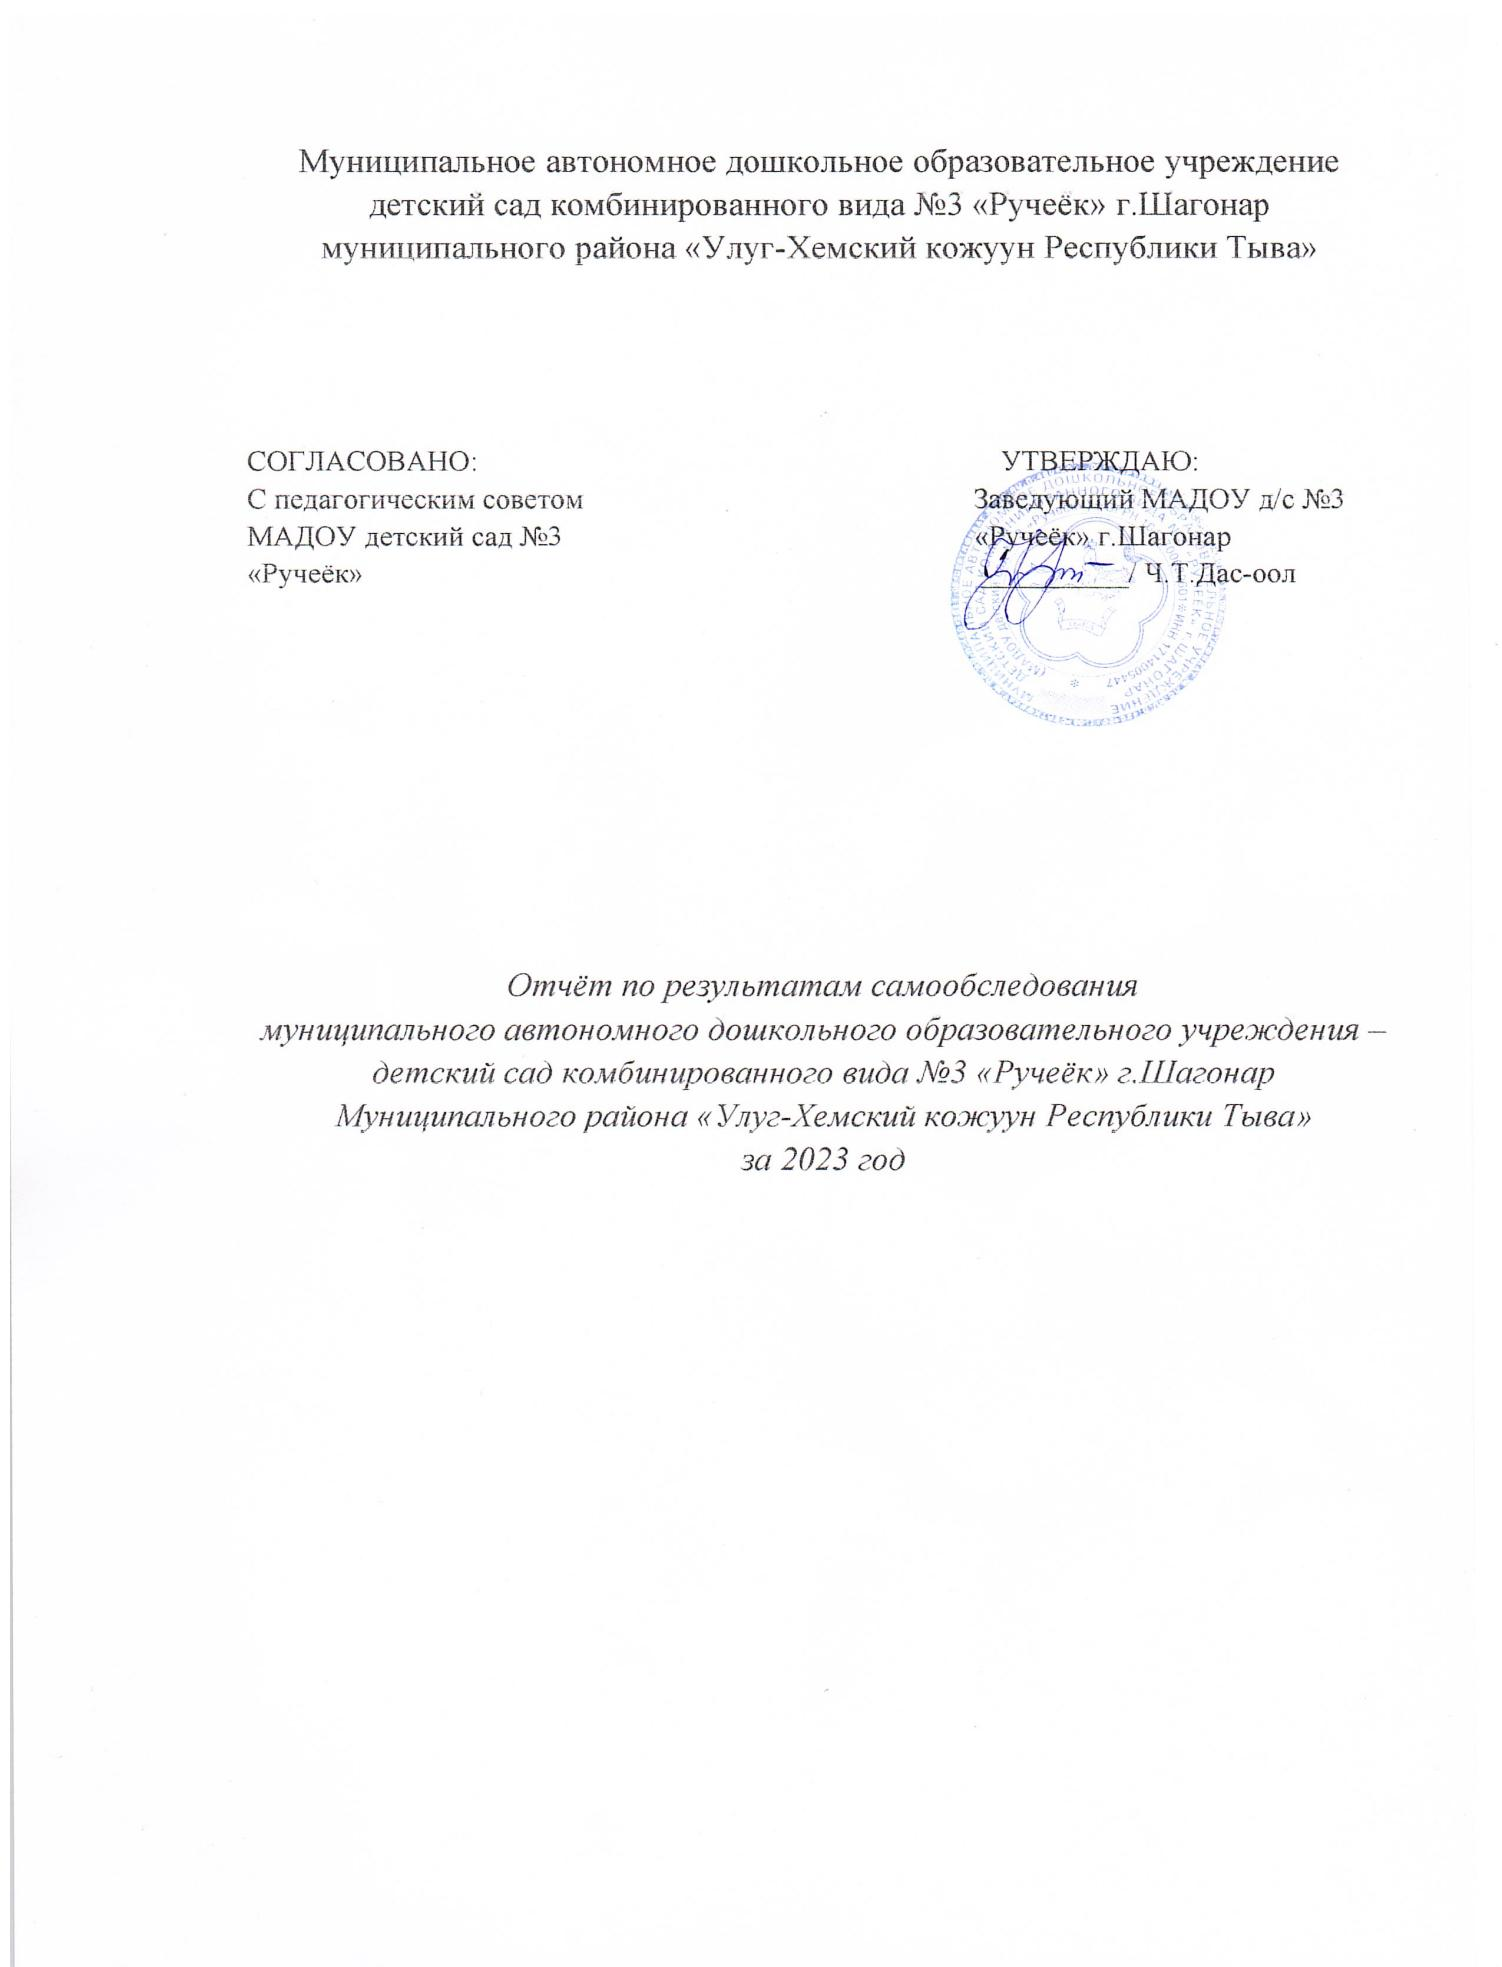 Муниципальное автономное дошкольное образовательное учреждение
детский сад комбинированного вида №3 «Ручеёк» г.Шагонар
муниципального района «Улуг-Хемский кожуун Республики Тыва»
СОГЛАСОВАНО:
С педагогическим советом
МАДОУ детский сад №3
«Ручеёк»
УТВЕРЖДАЮ:
Заведующий МАДОУ д/с №3
«Ручеёк» г.Шагонар
/ Ч.Т.Дас-оол
ИНН 1714005447
Отчёт по результатам самообследования
муниципального автономного дошкольного образовательного учреждения –
детский сад комбинированного вида №3 «Ручеёк» г.Шагонар
Муниципального района «Улуг-Хемский кожуун Республики Тыва»
за 2023 год